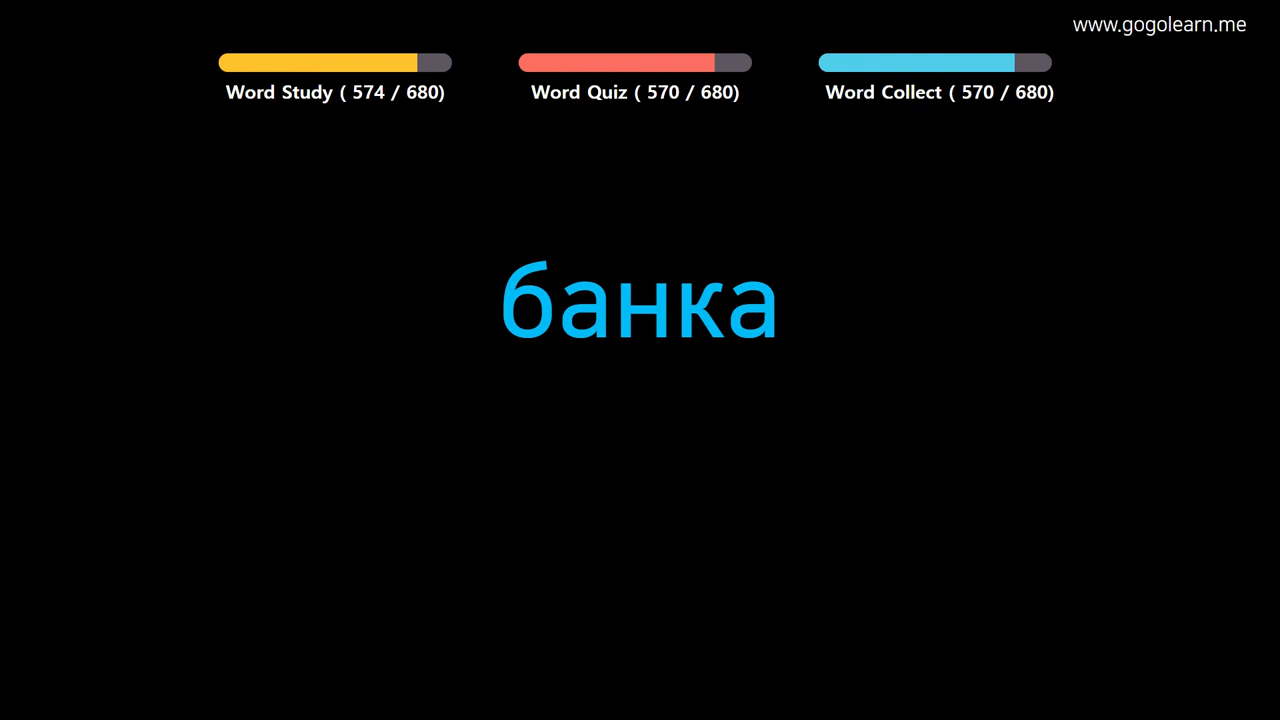 www.gogolearn.me
Word Study ( 574 / 680)
Word Quiz ( 570 / 680)
Word Collect ( 570 / 680)
банка